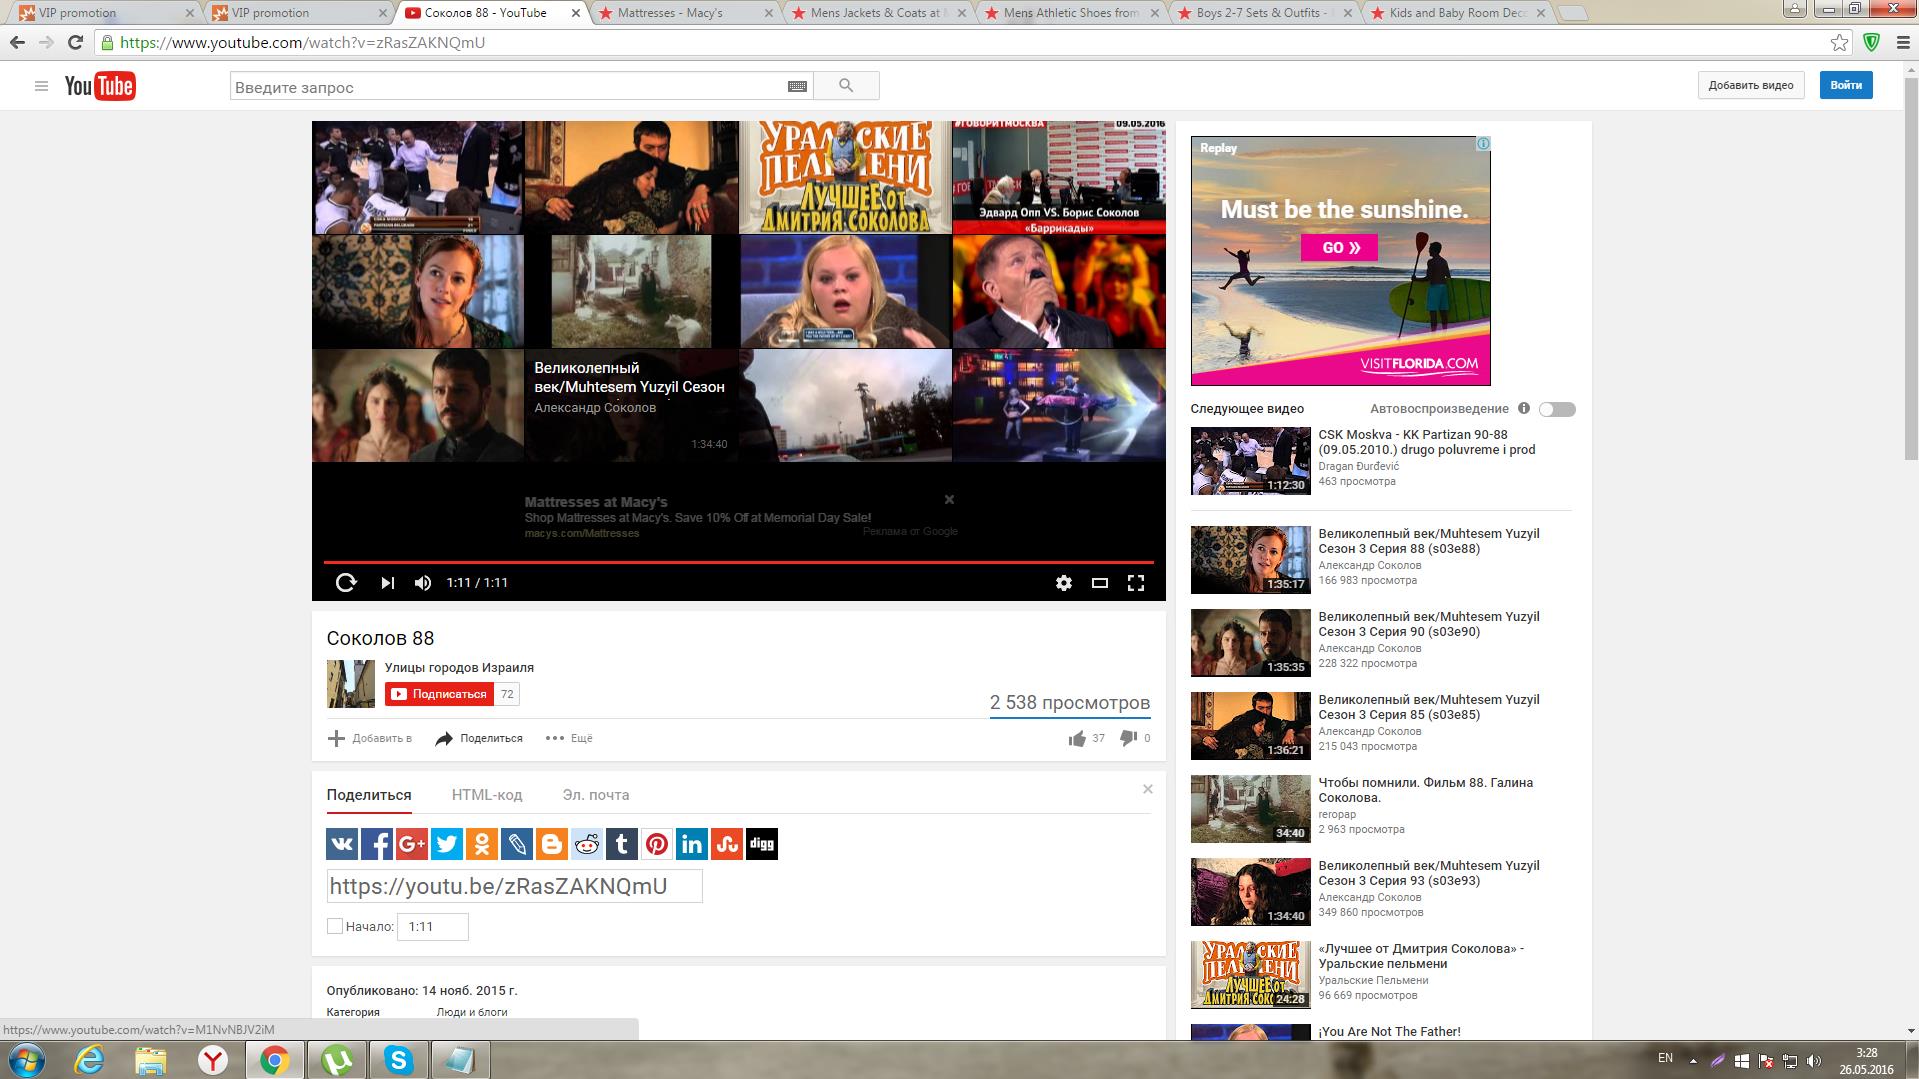 VIP promotion
VIP promotion
Соколов 88 - YouTube
Mattresses - Macy's
Mens Jackets & Coats at
Mens Athletic Shoes from
Boys 2-7 Sets & Outfits -
Kids and Baby Room Deco
https://www.youtube.com/watch?v=zRasZAKNQmU
YouTube
Введите запрос
Добавить видео
Войти
УРАЛЬСКИЕ
ПЕЛЬМЕНИ
ЛУЧШЕЕ ОТ
ДМИТРИЯ СОКОЛОВА
#ГОВОРИТМОСКВА
09.05.2016
Эдвард Опп VS. Борис Соколов
«Баррикады»
Великолепный
век/Muhtesem Yuzyil Сезон
Александр Соколов
1:34:40
Mattresses at Macy's
Shop Mattresses at Macy's. Save 10% Off at Memorial Day Sale!
macys.com/Mattresses
Реклама от Google
1:11 / 1:11
Соколов 88
Улицы городов Израиля
Подписаться 72
2 538 просмотров
Добавить в
Поделиться
Ещё
37
0
Поделиться
HTML-код
Эл. почта
digg
https://youtu.be/zRasZAKNQmU
Начало: 1:11
Опубликовано: 14 нояб. 2015 г.
Категория
Люди и блоги
https://www.youtube.com/watch?v=M1NvNBJV2iM
Replay
Must be the sunshine.
GO »
VISITFLORIDA.COM
Следующее видео
Автовоспроизведение
CSK Moskva - KK Partizan 90-88
(09.05.2010.) drugo poluvreme i prod
Dragan Đurđević
463 просмотра
1:12:30
Великолепный век/Muhtesem Yuzyil
Сезон 3 Серия 88 (s03e88)
Александр Соколов
166 983 просмотра
1:35:17
Великолепный век/Muhtesem Yuzyil
Сезон 3 Серия 90 (s03e90)
Александр Соколов
228 322 просмотра
1:35:35
Великолепный век/Muhtesem Yuzyil
Сезон 3 Серия 85 (s03e85)
Александр Соколов
215 043 просмотра
1:36:21
Чтобы помнили. Фильм 88. Галина
Соколова.
reropap
2 963 просмотра
34:40
Великолепный век/Muhtesem Yuzyil
Сезон 3 Серия 93 (s03e93)
Александр Соколов
349 860 просмотров
1:34:40
«Лучшее от Дмитрия Соколова» -
Уральские пельмени
Уральские Пельмени
96 669 просмотров
24:28
¡You Are Not The Father!
EN
3:28
26.05.2016